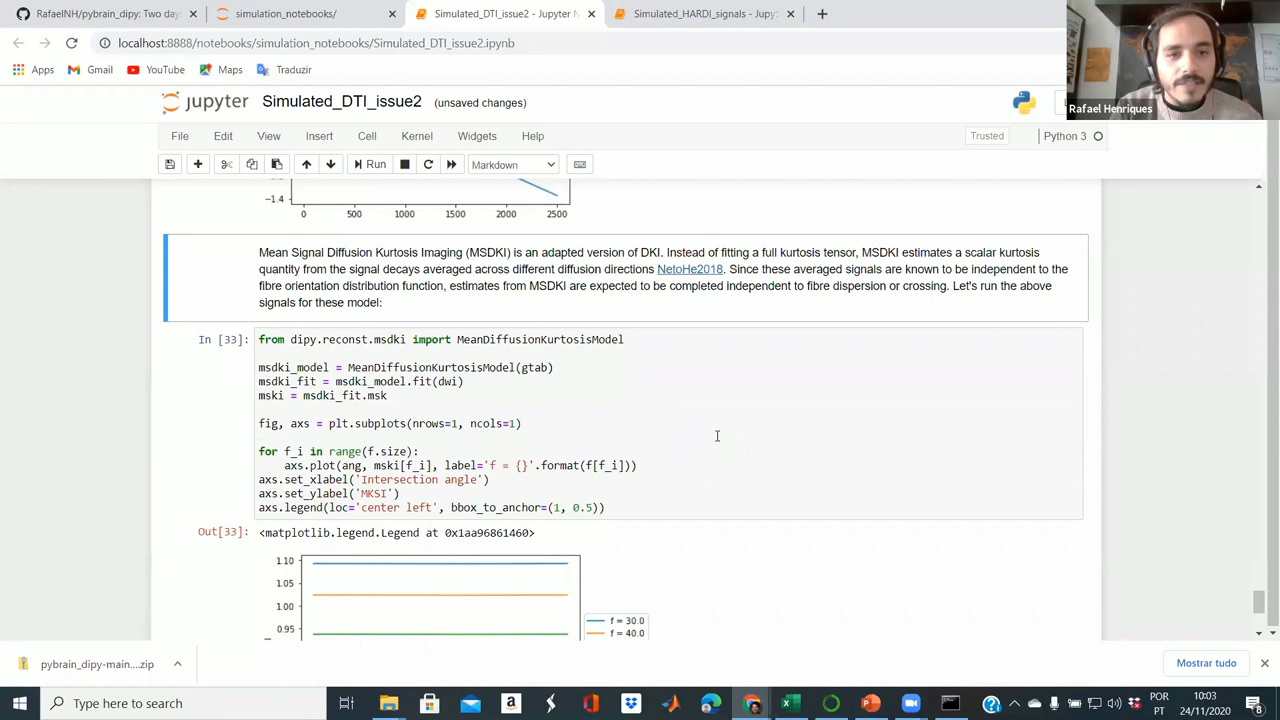 RafaelNH/pybrain_dipy: Two day
simulation_notebooks/
Simulated_DTI_issue2 - Jupyter N
Simulated_HARDI_signals - Jupy
localhost:8888/notebooks/simulation_notebooks/Simulated_DTI_issue2.ipynb
Apps Gmail YouTube Maps Traduzir
Rafael Henriques
jupyter Simulated_DTI_issue2 (unsaved changes)
File Edit View Insert Cell Kernel Widgets Help Trusted Python 3
Run Markdown
−1.4
0 500 1000 1500 2000 2500
Mean Signal Diffusion Kurtosis Imaging (MSDKI) is an adapted version of DKI. Instead of fitting a full kurtosis tensor, MSDKI estimates a scalar kurtosis
quantity from the signal decays averaged across different diffusion directions NetoHe2018. Since these averaged signals are known to be independent to the
fibre orientation distribution function, estimates from MSDKI are expected to be completed independent to fibre dispersion or crossing. Let's run the above
signals for these model:
In [33]: from dipy.reconst.msdki import MeanDiffusionKurtosisModel
msdki_model = MeanDiffusionKurtosisModel(gtab)
msdki_fit = msdki_model.fit(dwi)
mski = msdki_fit.msk
fig, axs = plt.subplots(nrows=1, ncols=1)
for f_i in range(f.size):
axs.plot(ang, mski[f_i], label='f = {}'.format(f[f_i]))
axs.set_xlabel('Intersection angle')
axs.set_ylabel('MKSI')
axs.legend(loc='center left', bbox_to_anchor=(1, 0.5))
Out[33]: <matplotlib.legend.Legend at 0x1aa96861460>
1.10
1.05
1.00
0.95
f = 30.0
f = 40.0
pybrain_dipy-main....zip
Mostrar tudo
Type here to search
POR
PT
10:03
24/11/2020
8